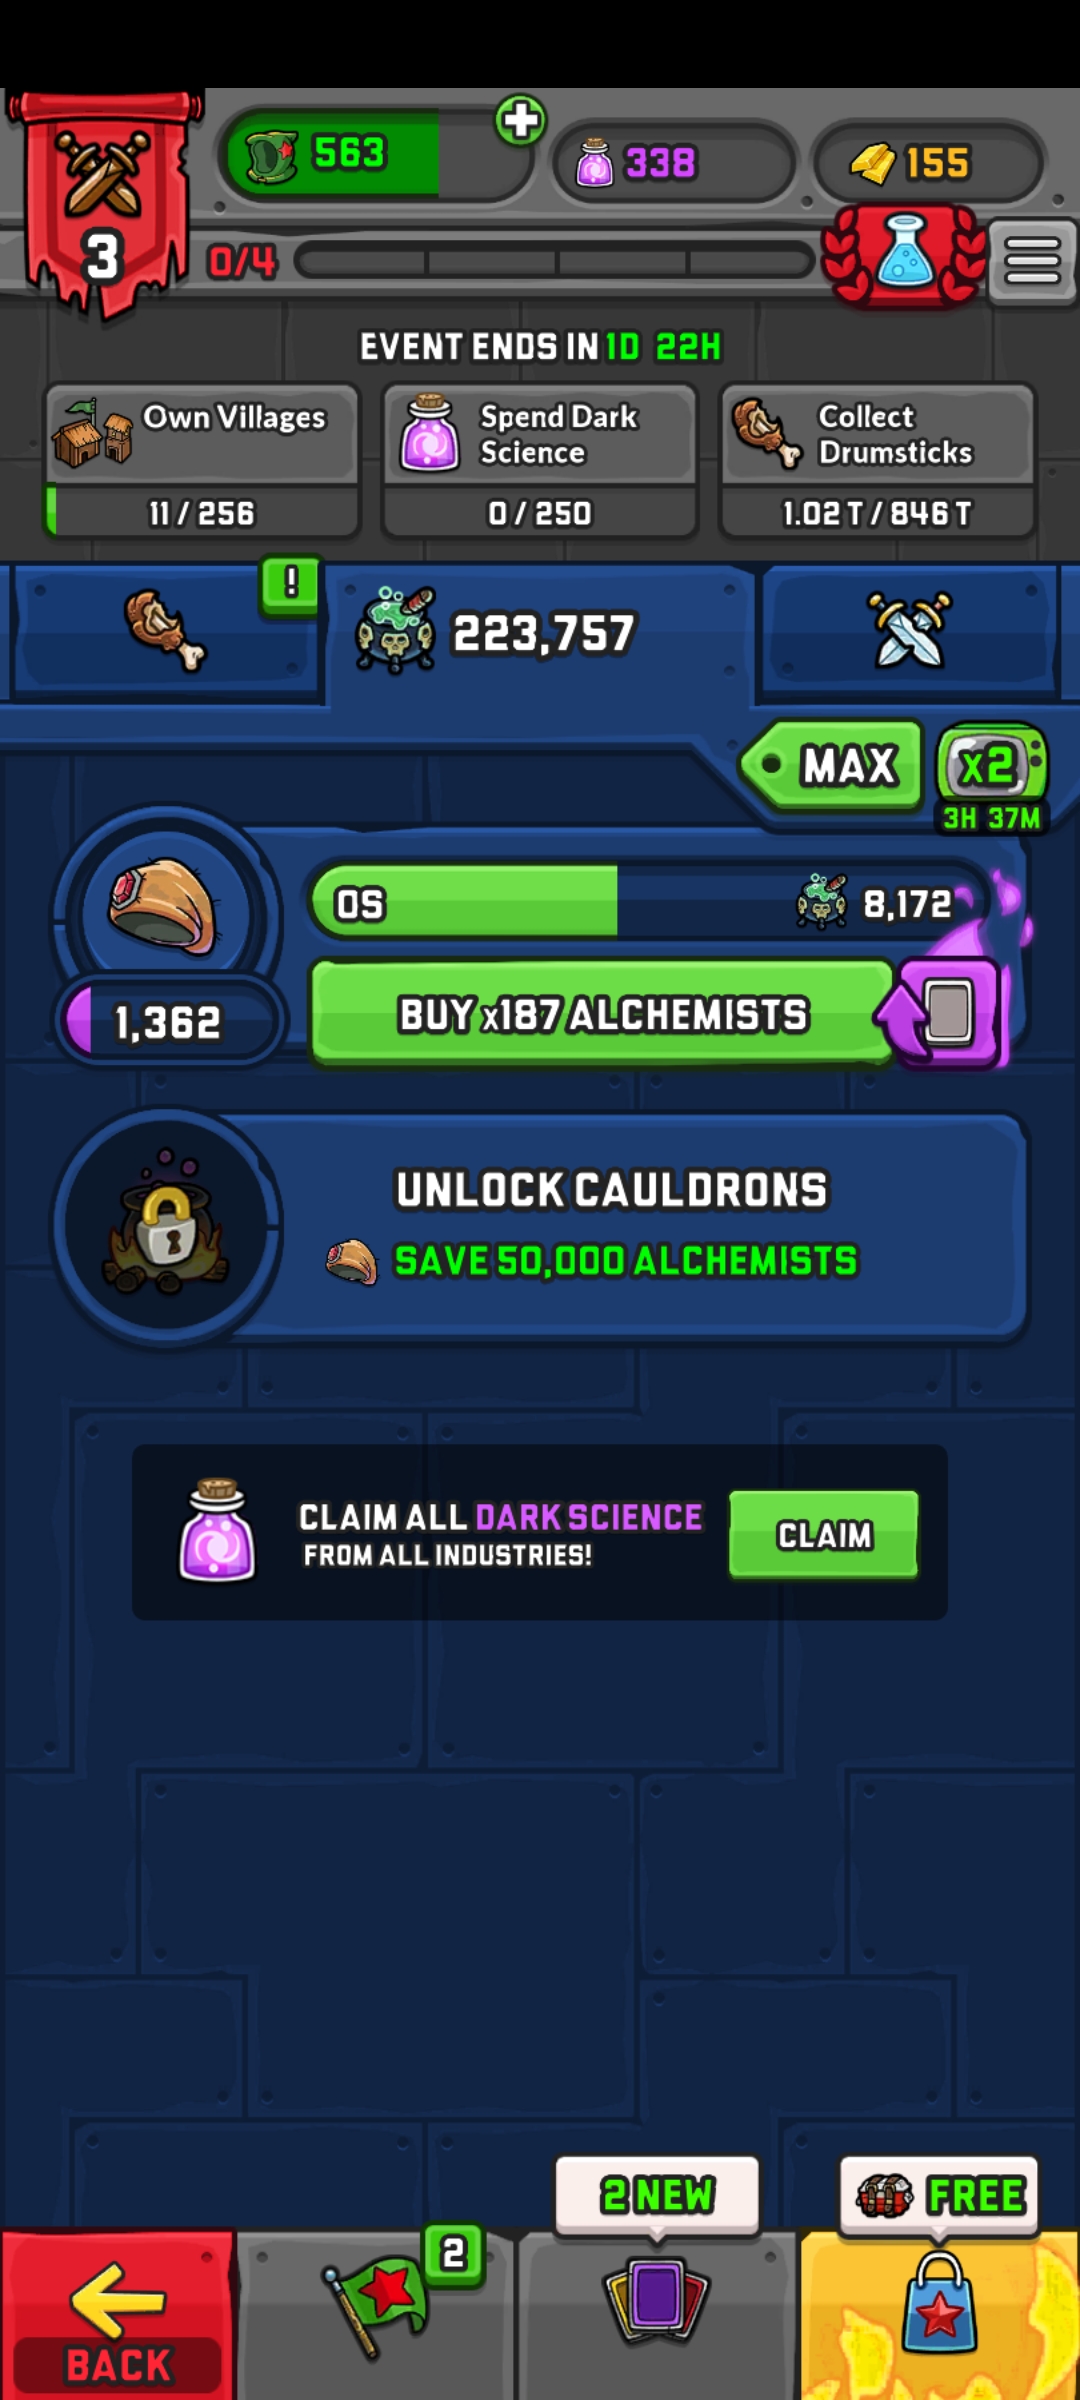 563
338
155
3
0/4
EVENT ENDS IN 1D 22H
Own Villages
11 / 256
Spend Dark
Science
0 / 250
Collect
Drumsticks
1.02 T / 846 T
!
223,757
MAX
x2
3H 37M
0S
8,172
1,362
BUY x187 ALCHEMISTS
UNLOCK CAULDRONS
SAVE 50,000 ALCHEMISTS
CLAIM ALL DARK SCIENCE
FROM ALL INDUSTRIES!
CLAIM
2 NEW
FREE
2
BACK